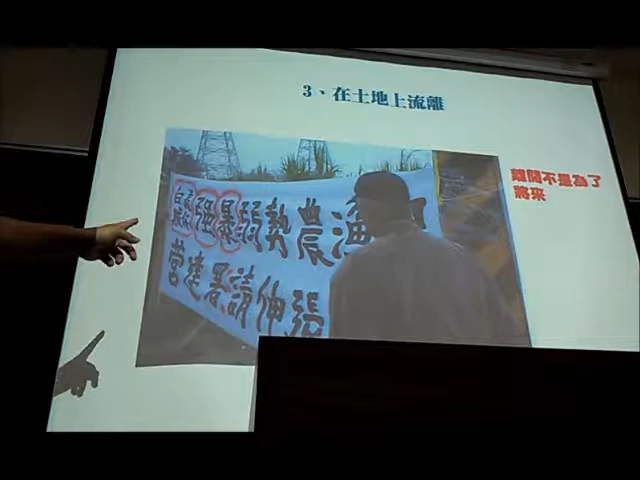 3、在土地上流離
離開不是為了
將來
強暴弱勢農漁
營建署請伸張